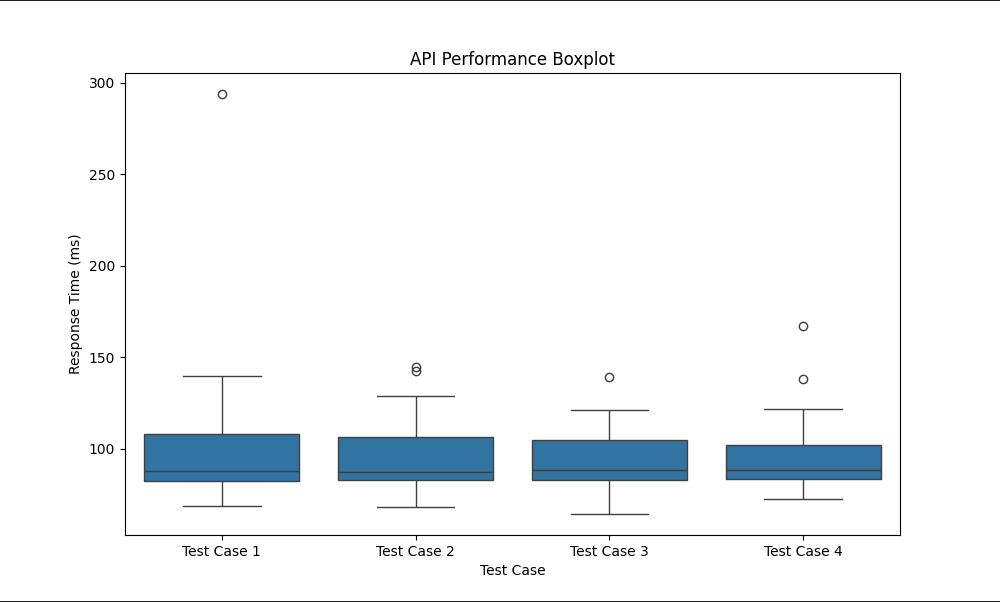 API Performance Boxplot
300
250
200
150
100
Response Time (ms)
Test Case 1
Test Case 2
Test Case 3
Test Case 4
Test Case